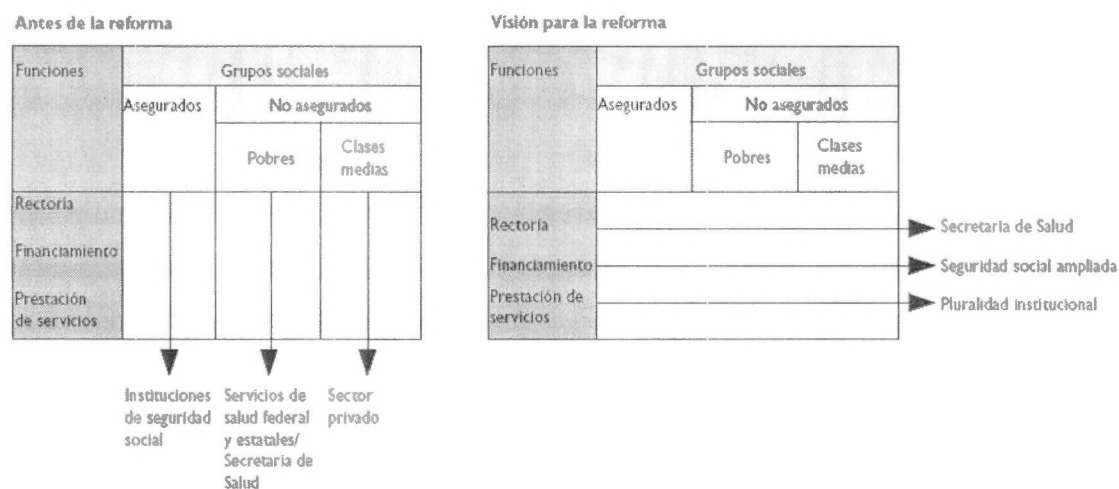 Antes de la reforma
Funciones
Grupos sociales
Asegurados
No asegurados
Pobres
Clases
medias
Rectoría
Financiamiento
Prestación
de servicios
Instituciones
de seguridad
social
Servicios de
salud federal
y estatales/
Secretaria de
Salud
Sector
privado
Visión para la reforma
Funciones
Grupos sociales
Asegurados
No asegurados
Pobres
Clases
medias
Rectoría
Financiamiento
Prestación de
servicios
Secretaria de Salud
Seguridad social ampliada
Pluralidad institucional